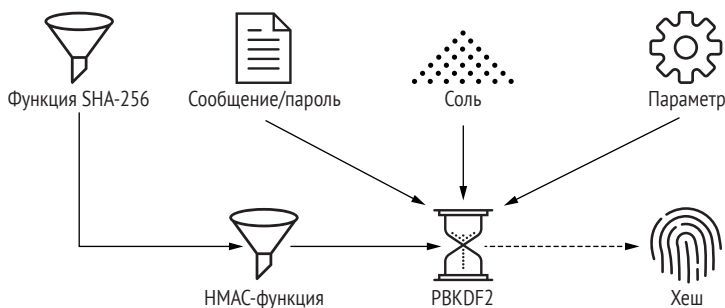 Функция SHA-256
Сообщение/пароль
Соль
Параметр
HMAC-функция
PBKDF2
Хеш